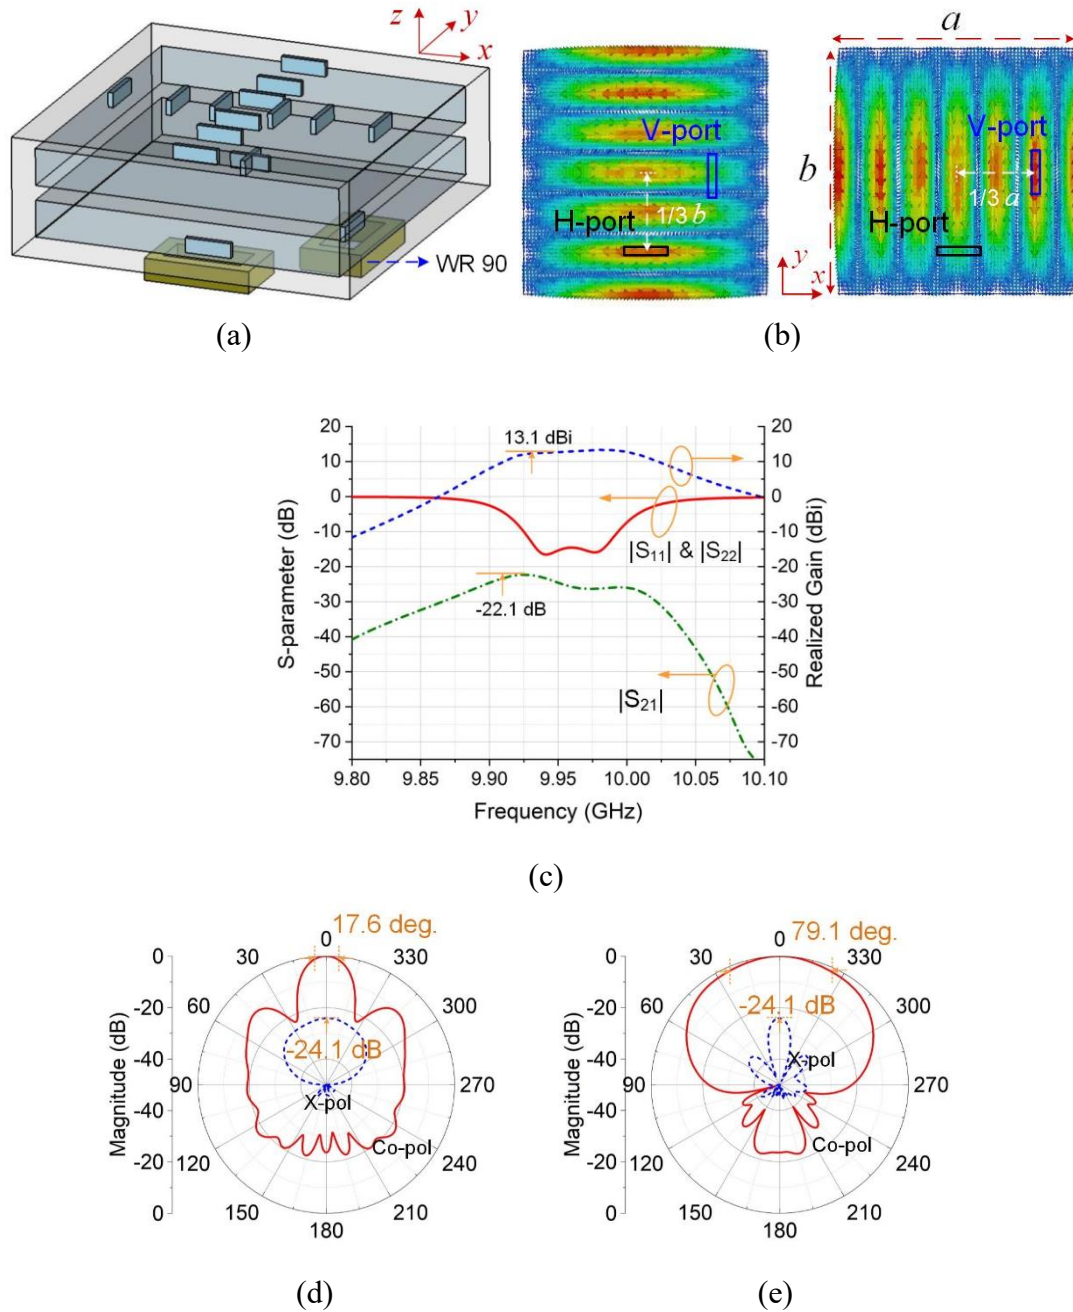 z
y
x
WR 90
(a)
V-port
1/3 b
H-port
y
x
a
b
V-port
1/3 a
H-port
(b)
20
10
0
-10
-20
-30
-40
-50
-60
-70
S-parameter (dB)
13.1 dBi
|S11| & |S22|
-22.1 dB
|S21|
20
10
0
-10
-20
-30
-40
-50
-60
-70
Realized Gain (dBi)
9.80 9.85 9.90 9.95 10.00 10.05 10.10
Frequency (GHz)
(c)
17.6 deg.
0
30 330
60 300
90 270
120 240
150 210
180
0
-20
-40
-40
-20
0
Magnitude (dB)
-24.1 dB
X-pol
Co-pol
(d)
79.1 deg.
0
30 330
60 300
90 270
120 240
150 210
180
0
-20
-40
-40
-20
0
Magnitude (dB)
-24.1 dB
X-pol
Co-pol
(e)